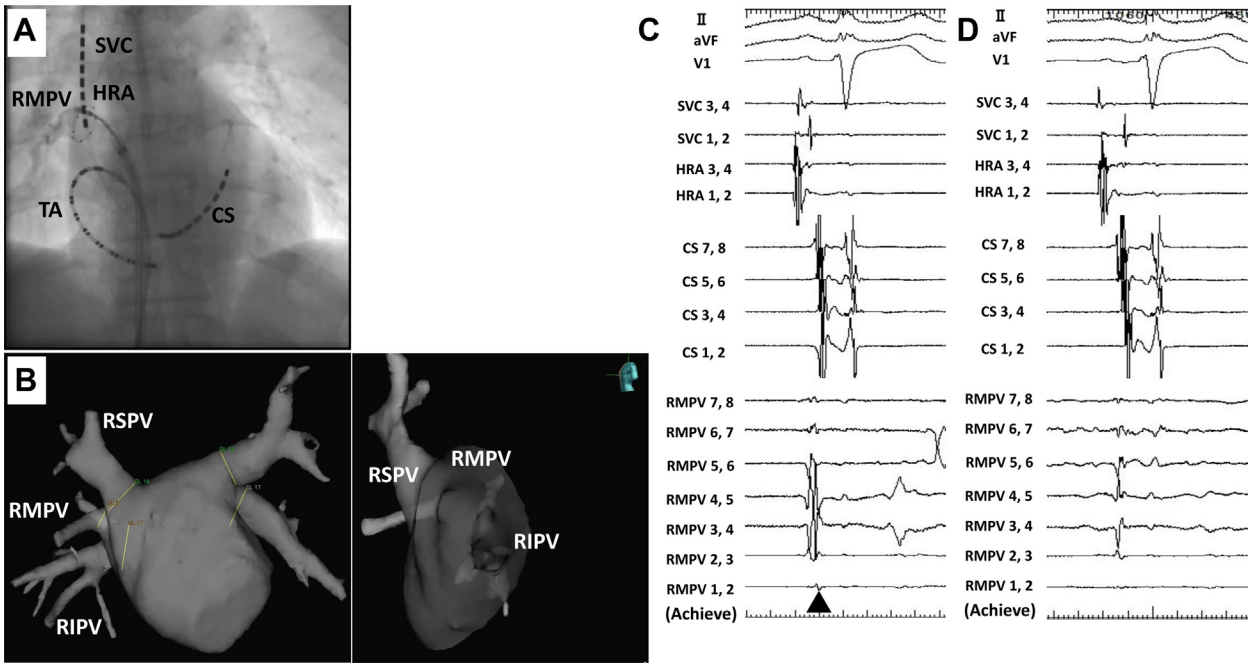 A
SVC
RMPV HRA
TA
CS
B
RSPV
RMPV
RIPV
SL 14
SL 17
RSPV
RMPV
RIPV
C
II
aVF
V1
SVC 3, 4
SVC 1, 2
HRA 3, 4
HRA 1, 2
CS 7, 8
CS 5, 6
CS 3, 4
CS 1, 2
RMPV 7, 8
RMPV 6, 7
RMPV 5, 6
RMPV 4, 5
RMPV 3, 4
RMPV 2, 3
RMPV 1, 2
(Achieve)
D
II
aVF
V1
SVC 3, 4
SVC 1, 2
HRA 3, 4
HRA 1, 2
CS 7, 8
CS 5, 6
CS 3, 4
CS 1, 2
RMPV 7, 8
RMPV 6, 7
RMPV 5, 6
RMPV 4, 5
RMPV 3, 4
RMPV 2, 3
RMPV 1, 2
(Achieve)